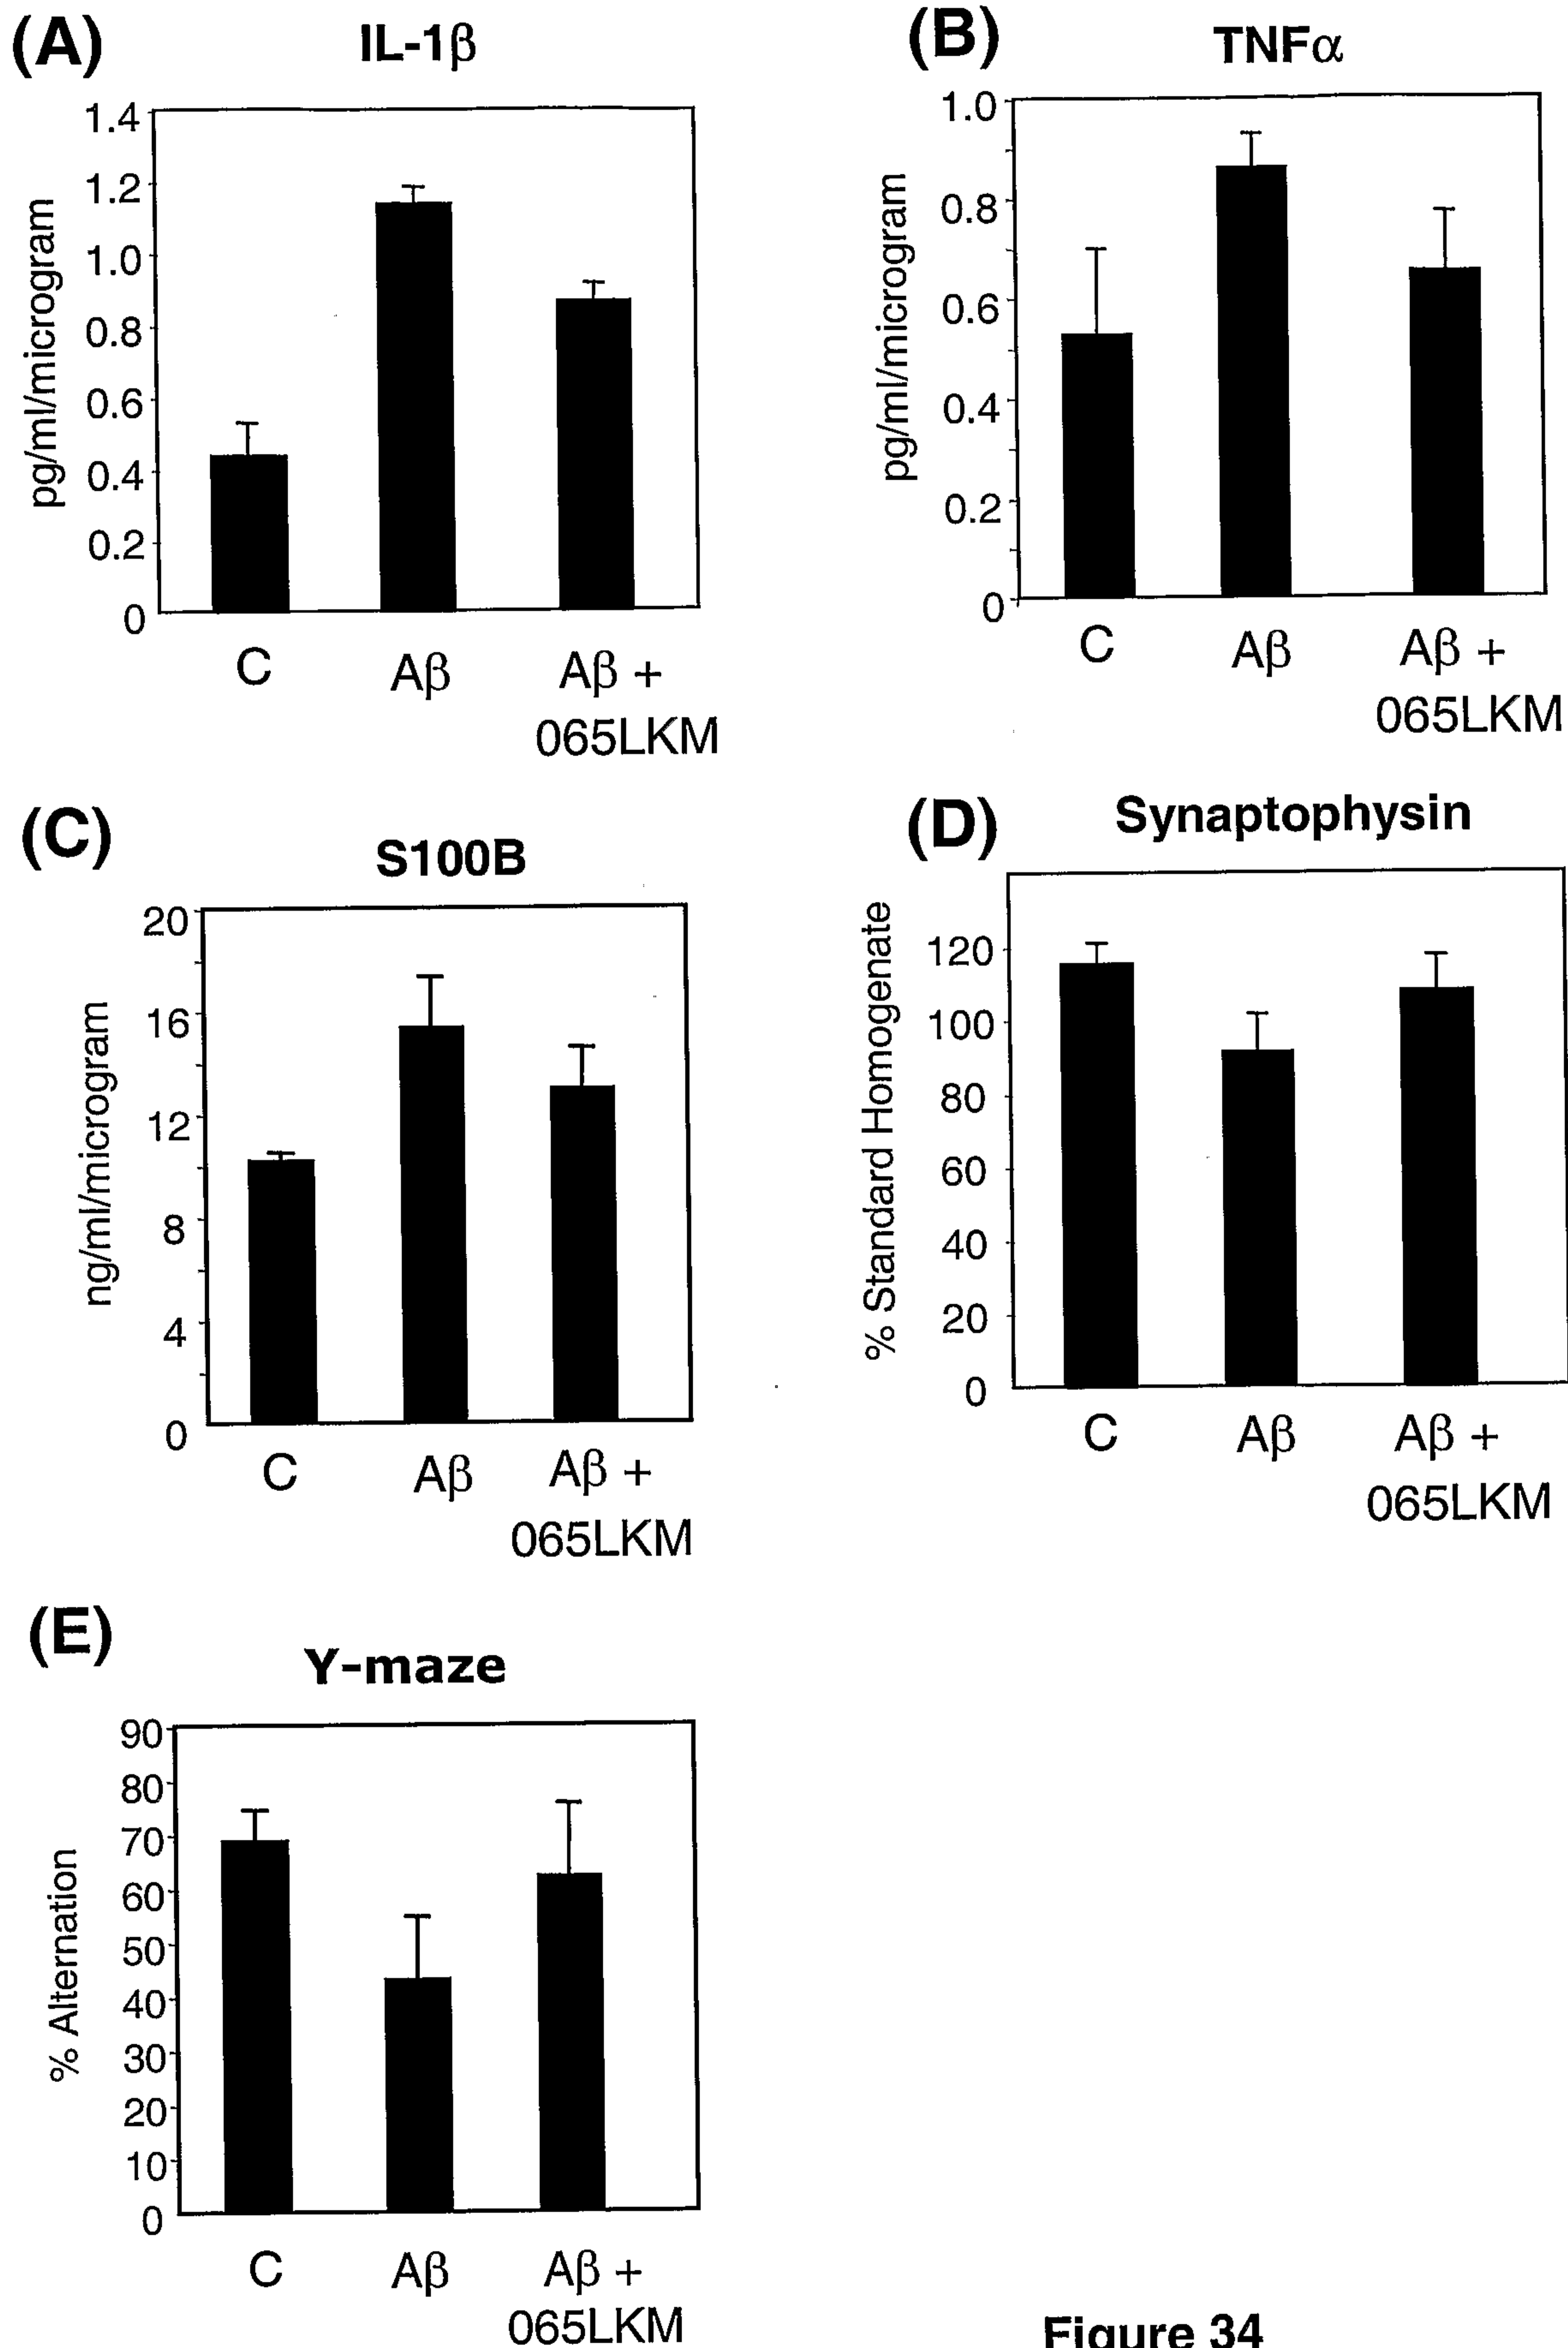 (A)
IL-1β
1.4
1.2
1.0
0.8
0.6
0.4
0.2
0
pg/ml/microgram
C
Aβ
Aβ +
065LKM
(B)
TNFα
1.0
0.8
0.6
0.4
0.2
0
pg/ml/microgram
C
Aβ
Aβ +
065LKM
(C)
S100B
20
16
12
8
4
0
ng/ml/microgram
C
Aβ
Aβ +
065LKM
(D)
Synaptophysin
120
100
80
60
40
20
0
% Standard Homogenate
C
Aβ
Aβ +
065LKM
(E)
Y-maze
90
80
70
60
50
40
30
20
10
0
% Alternation
C
Aβ
Aβ +
065LKM
Figure 34